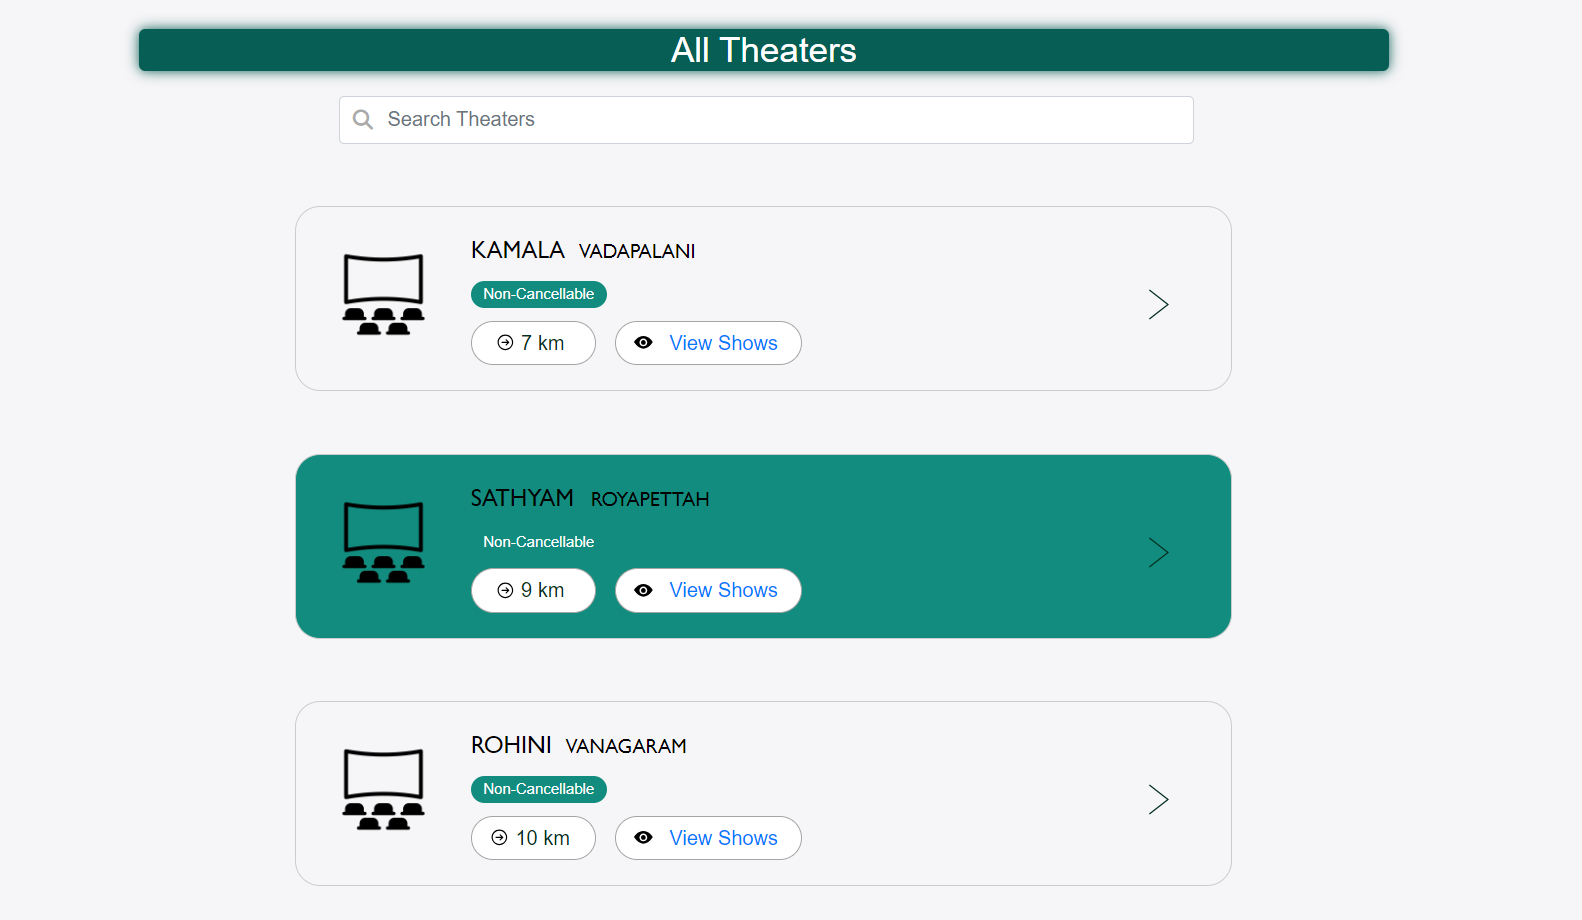 All Theaters
Search Theaters
KAMALA VADAPALANI
Non-Cancellable
7 km View Shows
SATHYAM ROYAPETTAH
Non-Cancellable
9 km View Shows
ROHINI VANAGARAM
Non-Cancellable
10 km View Shows